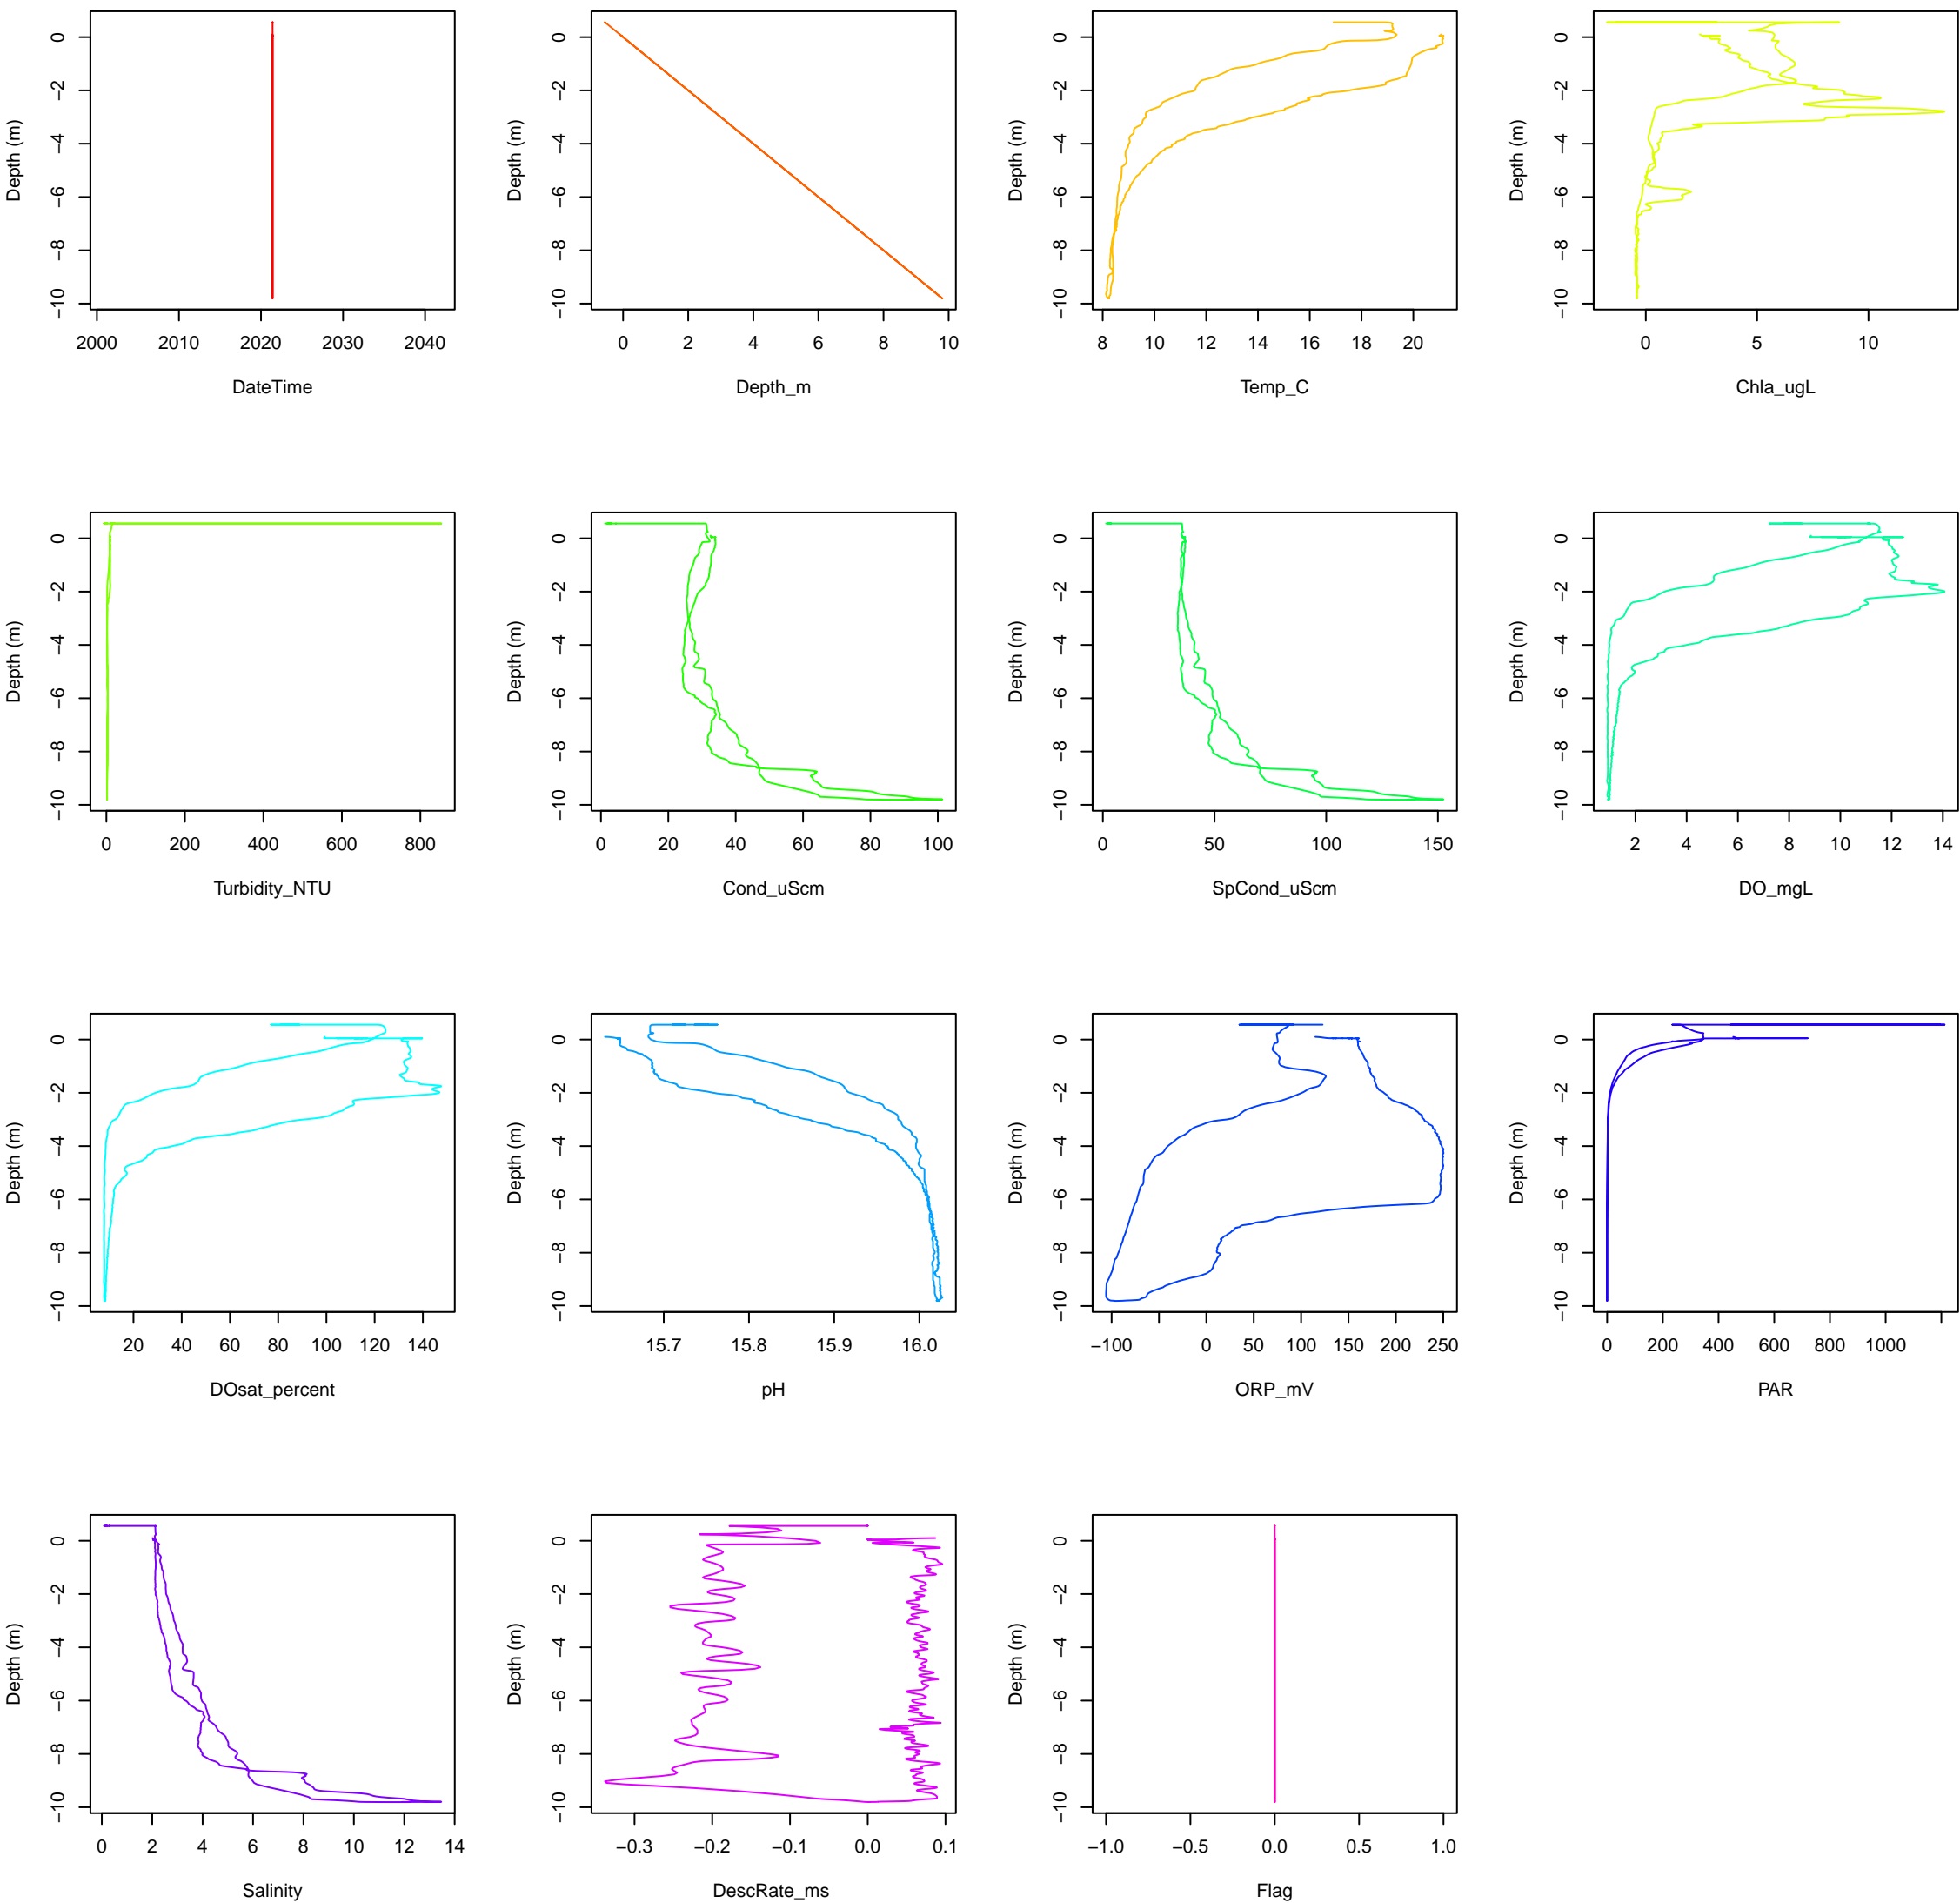 Depth (m)
0
−2
−4
−6
−8
−10
2000 2010 2020 2030 2040
DateTime
Depth (m)
0
−2
−4
−6
−8
−10
0 2 4 6 8 10
Depth_m
Depth (m)
0
−2
−4
−6
−8
−10
8 10 12 14 16 18 20
Temp_C
Depth (m)
0
−2
−4
−6
−8
−10
0 5 10
Chla_ugL
Depth (m)
0
−2
−4
−6
−8
−10
0 200 400 600 800
Turbidity_NTU
Depth (m)
0
−2
−4
−6
−8
−10
0 20 40 60 80 100
Cond_uScm
Depth (m)
0
−2
−4
−6
−8
−10
0 50 100 150
SpCond_uScm
Depth (m)
0
−2
−4
−6
−8
−10
2 4 6 8 10 12 14
DO_mgL
Depth (m)
0
−2
−4
−6
−8
−10
20 40 60 80 100 120 140
DOsat_percent
Depth (m)
0
−2
−4
−6
−8
−10
15.7 15.8 15.9 16.0
pH
Depth (m)
0
−2
−4
−6
−8
−10
−100 0 50 100 150 200 250
ORP_mV
Depth (m)
0
−2
−4
−6
−8
−10
0 200 400 600 800 1000
PAR
Depth (m)
0
−2
−4
−6
−8
−10
0 2 4 6 8 10 12 14
Salinity
Depth (m)
0
−2
−4
−6
−8
−10
−0.3 −0.2 −0.1 0.0 0.1
DescRate_ms
Depth (m)
0
−2
−4
−6
−8
−10
−1.0 −0.5 0.0 0.5 1.0
Flag